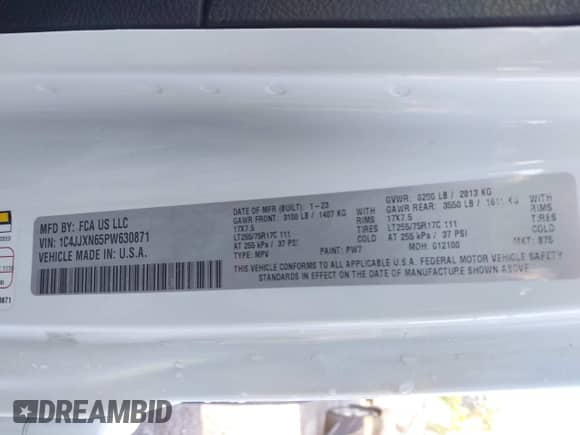 MFD BY: FCA US LLC
VIN: 1C4JJXN65PW630871
VEHICLE MADE IN: U.S.A.
DATE OF MFR (BUILT): 1-23
GAWR FRONT: 3100 LB / 1407 KG
17X7.5
LT255/75R17C 111
AT 255 kPa / 37 PSI
TYPE: MPV
WITH
RIMS
TIRES
COLD
PAINT: PW7
GVWR: 6200 LB / 2813 KG
GAWR REAR: 3550 LB /
17X7.5
LT255/75R17C 111
AT 255 kPa / 37 PSI
MDH: 012100
WITH
RIMS
TIRES
COLD
MKT: B75
THIS VEHICLE CONFORMS TO ALL APPLICABLE U.S.A. FEDERAL MOTOR VEHICLE SAFETY
STANDARDS IN EFFECT ON THE DATE OF MANUFACTURE SHOWN ABOVE.
DREAMBID